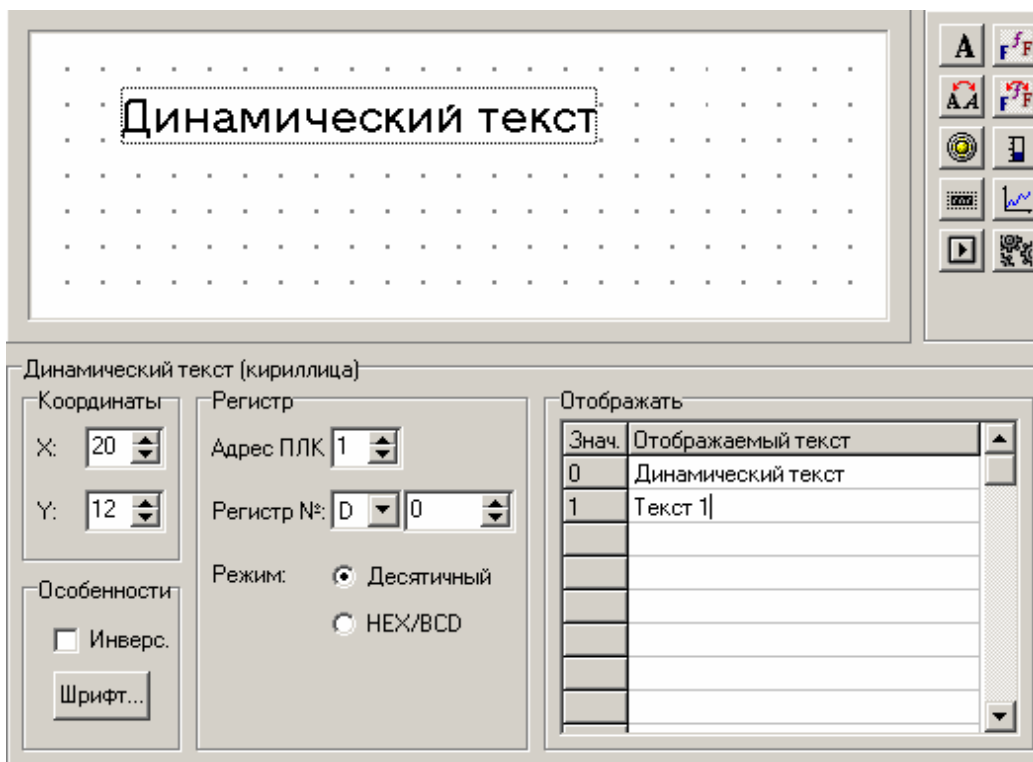 Динамический текст
Динамический текст (кириллица)
Координаты
X: 20
Y: 12
Особенности
Инверс.
Шрифт...
Регистр
Адрес ПЛК 1
Регистр №: D 0
Режим: Десятичный
HEX/BCD
Отображать
Знач. Отображаемый текст
0 Динамический текст
1 Текст 1